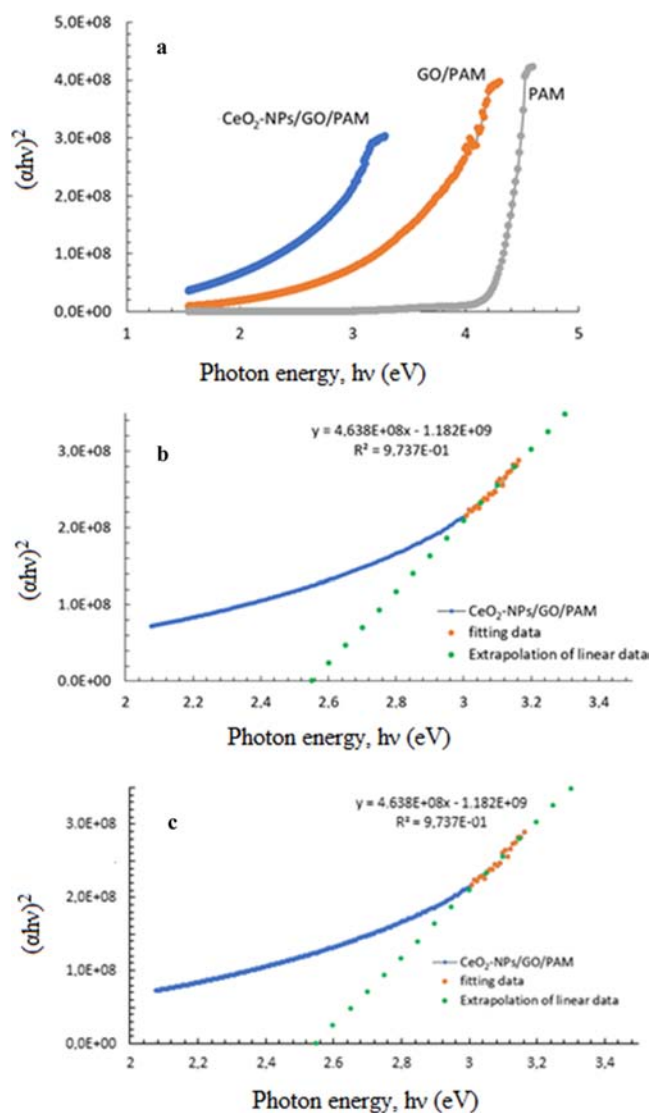 a
5,0E+08
4,0E+08
3,0E+08
2,0E+08
1,0E+08
0,0E+00
(αhν)²
CeO₂-NPs/GO/PAM
GO/PAM
PAM
1 2 3 4 5
Photon energy, hν (eV)
b
y = 4,638E+08x - 1.182E+09
R² = 9,737E-01
3,0E+08
2,0E+08
1,0E+08
0,0E+00
(αhν)²
CeO₂-NPs/GO/PAM
fitting data
Extrapolation of linear data
2 2,2 2,4 2,6 2,8 3 3,2 3,4
Photon energy, hν (eV)
c
y = 4.638E+08x - 1.182E+09
R² = 9,737E-01
3,0E+08
2,0E+08
1,0E+08
0,0E+00
(αhν)²
CeO₂-NPs/GO/PAM
fitting data
Extrapolation of linear data
2 2,2 2,4 2,6 2,8 3 3,2 3,4
Photon energy, hν (eV)